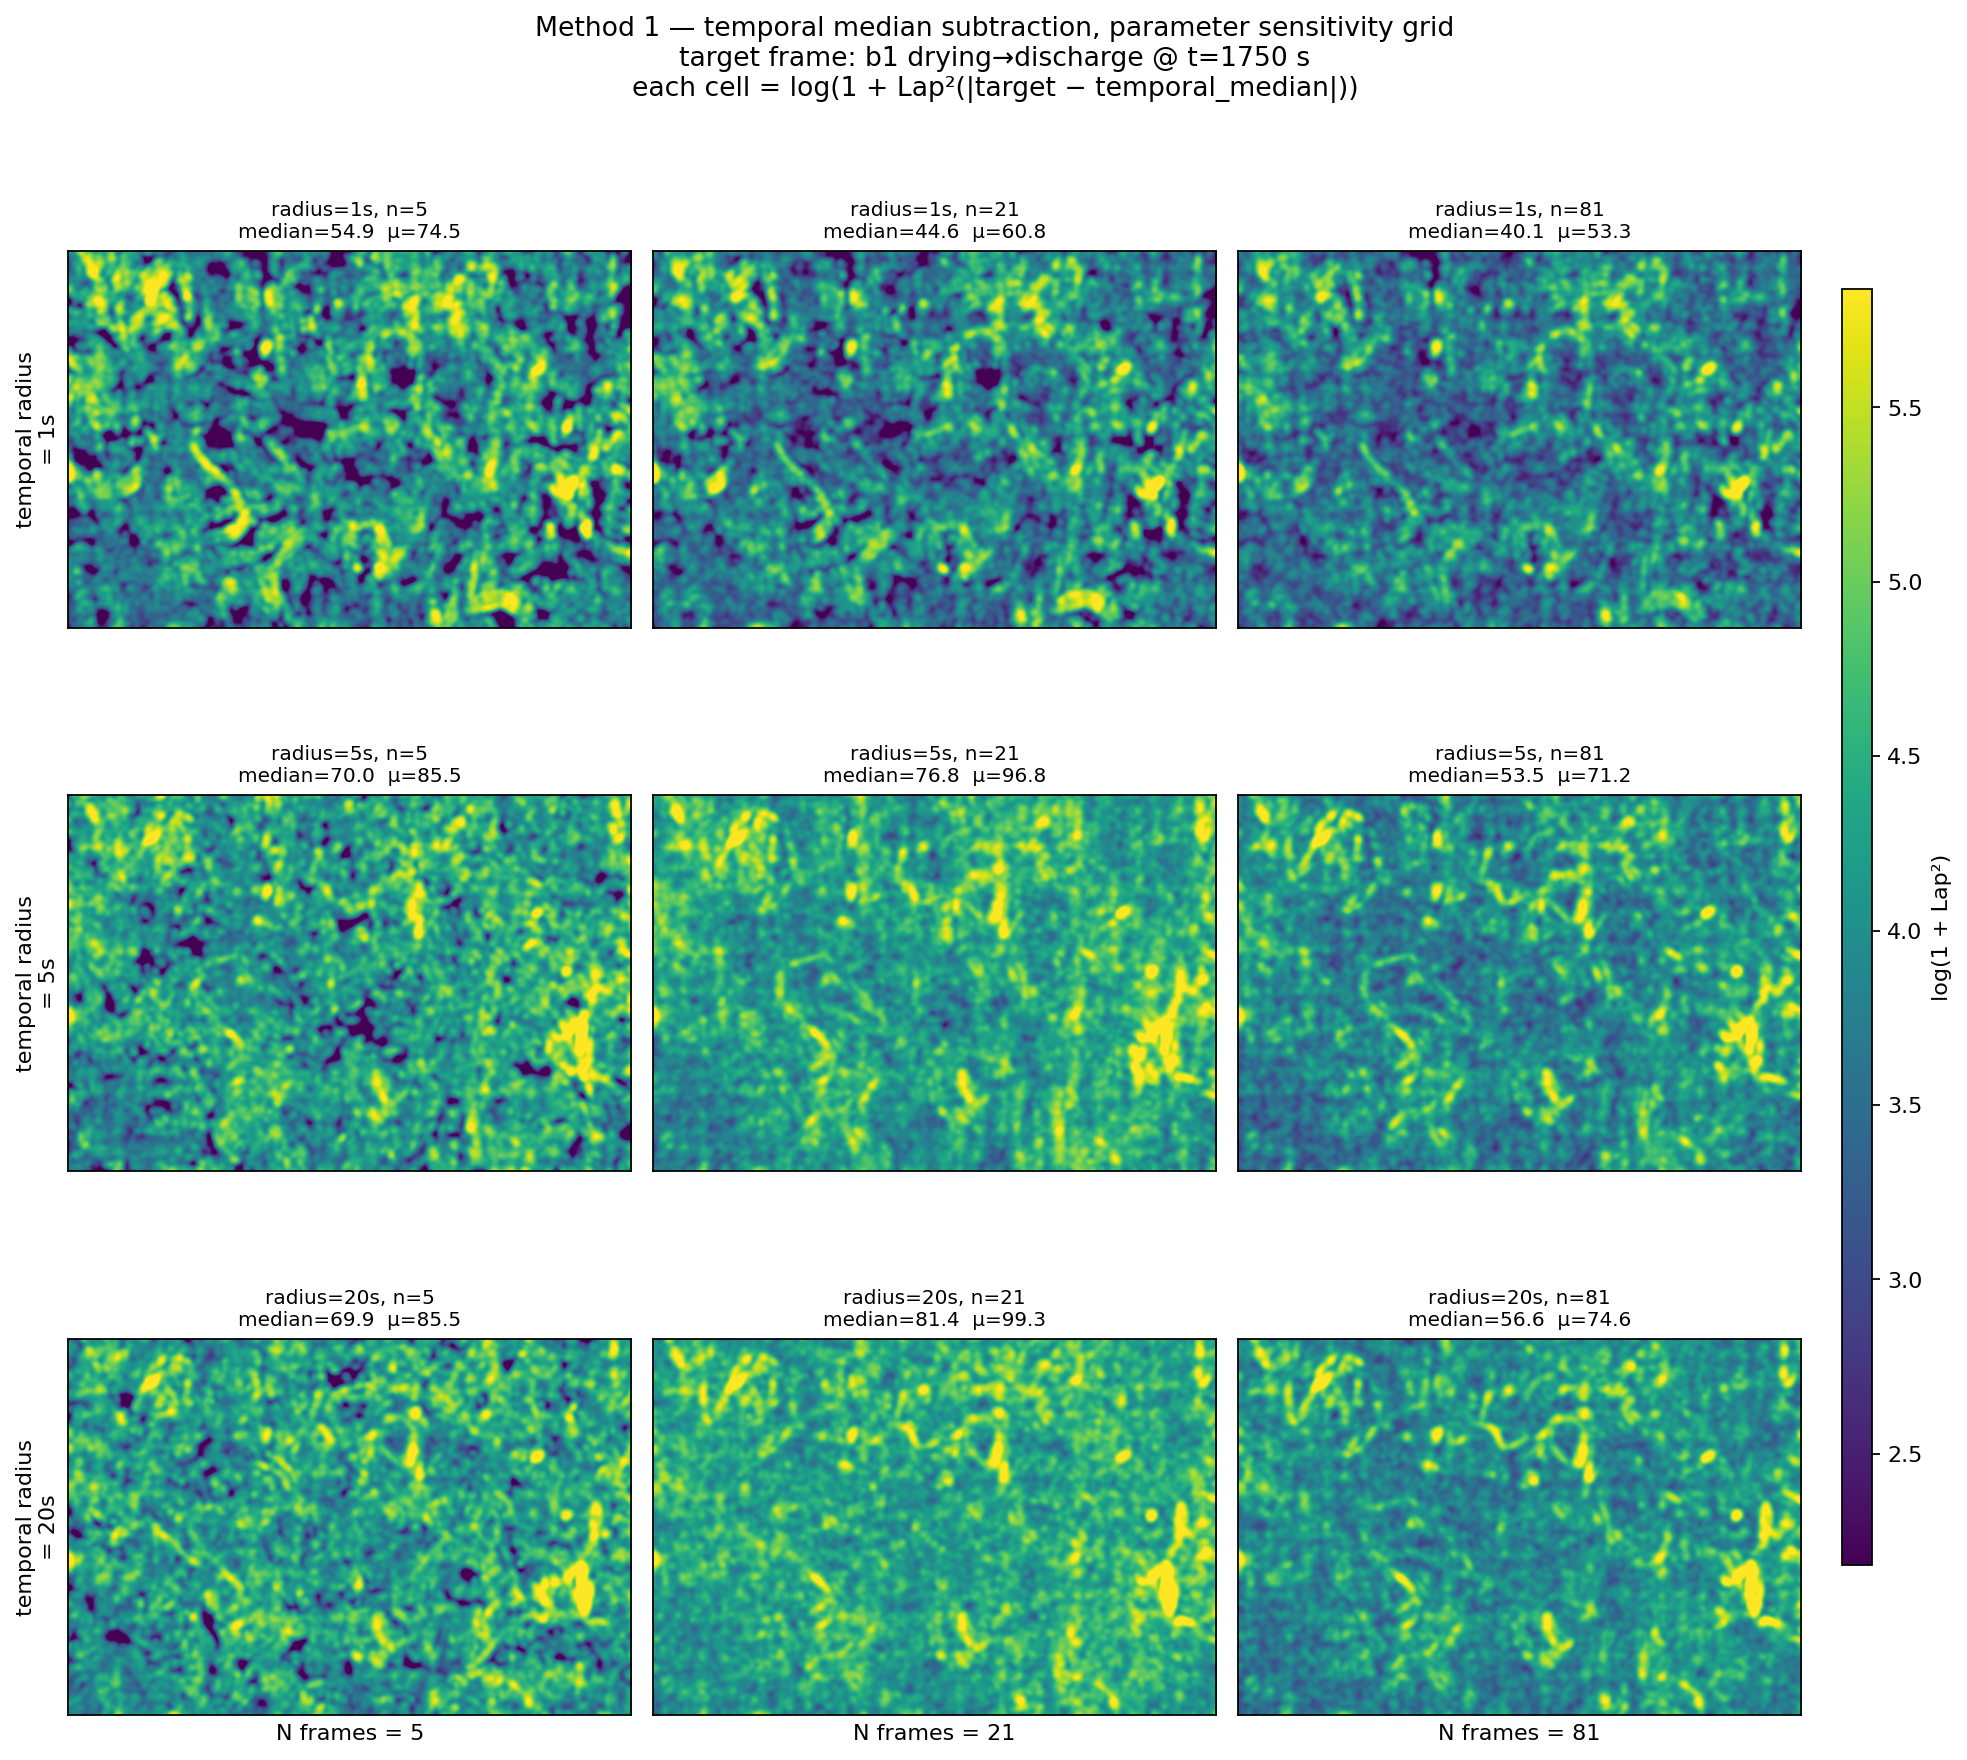 Method 1 — temporal median subtraction, parameter sensitivity grid
target frame: b1 drying→discharge @ t=1750 s
each cell = log(1 + Lap²(|target − temporal_median|))
radius=1s, n=5
median=54.9  μ=74.5
radius=1s, n=21
median=44.6  μ=60.8
radius=1s, n=81
median=40.1  μ=53.3
temporal radius
= 1s
radius=5s, n=5
median=70.0  μ=85.5
radius=5s, n=21
median=76.8  μ=96.8
radius=5s, n=81
median=53.5  μ=71.2
temporal radius
= 5s
radius=20s, n=5
median=69.9  μ=85.5
radius=20s, n=21
median=81.4  μ=99.3
radius=20s, n=81
median=56.6  μ=74.6
temporal radius
= 20s
N frames = 5
N frames = 21
N frames = 81
5.5
5.0
4.5
4.0
3.5
3.0
2.5
log(1 + Lap²)